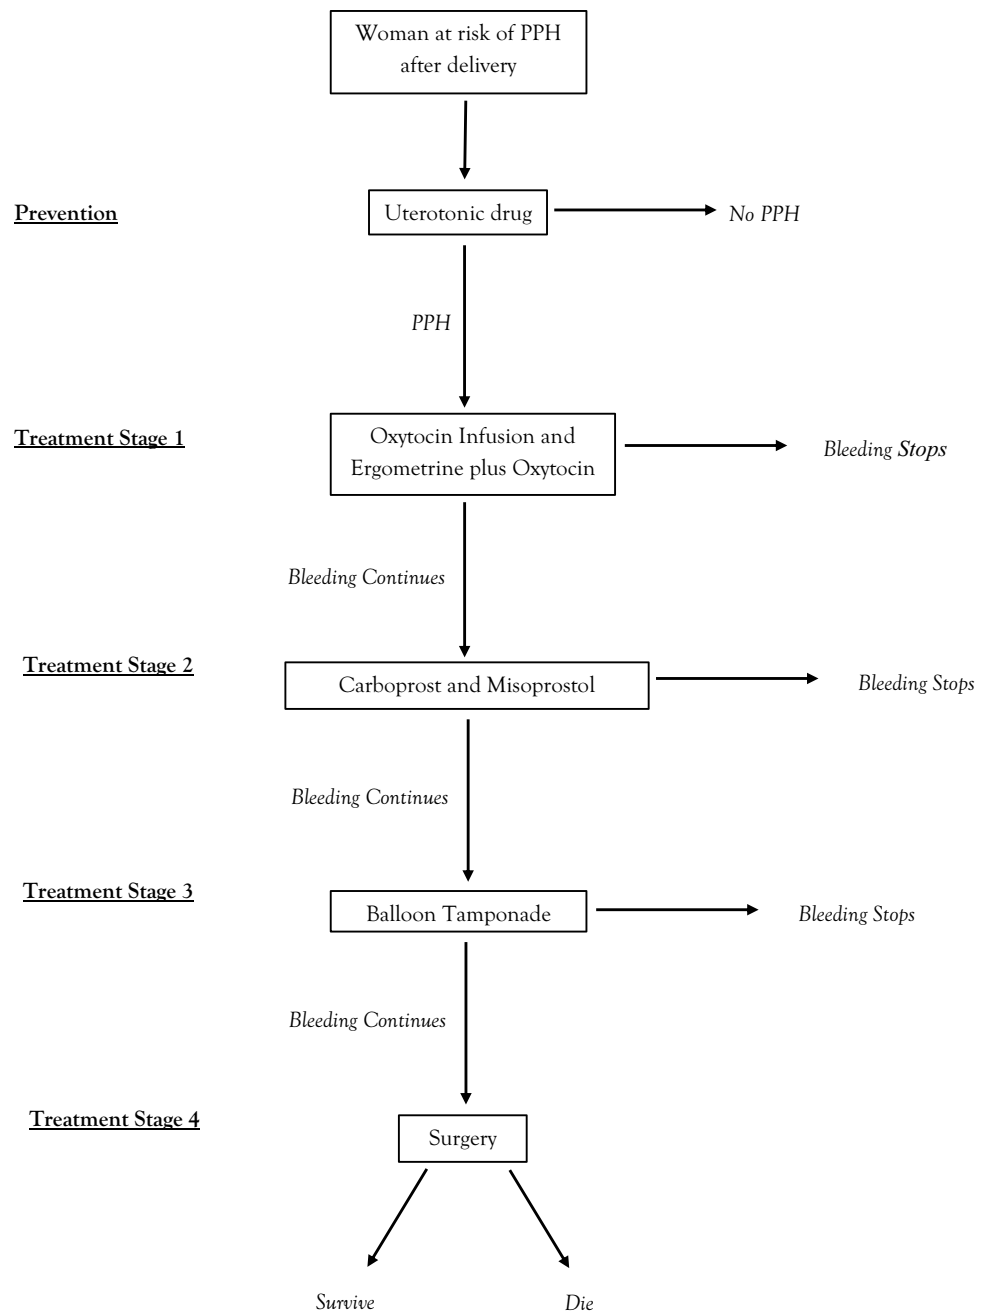 Woman at risk of PPH
after delivery
Prevention
Uterotonic drug
No PPH
PPH
Treatment Stage 1
Oxytocin Infusion and
Ergometrine plus Oxytocin
Bleeding Stops
Bleeding Continues
Treatment Stage 2
Carboprost and Misoprostol
Bleeding Stops
Bleeding Continues
Treatment Stage 3
Balloon Tamponade
Bleeding Stops
Bleeding Continues
Treatment Stage 4
Surgery
Survive
Die